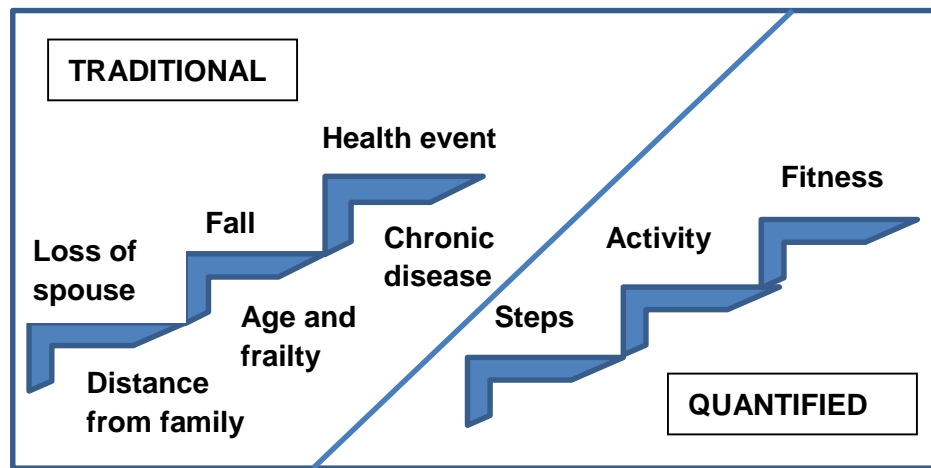 TRADITIONAL
Health event
Fall
Loss of
spouse
Chronic
disease
Age and
frailty
Distance
from family
Fitness
Activity
Steps
QUANTIFIED